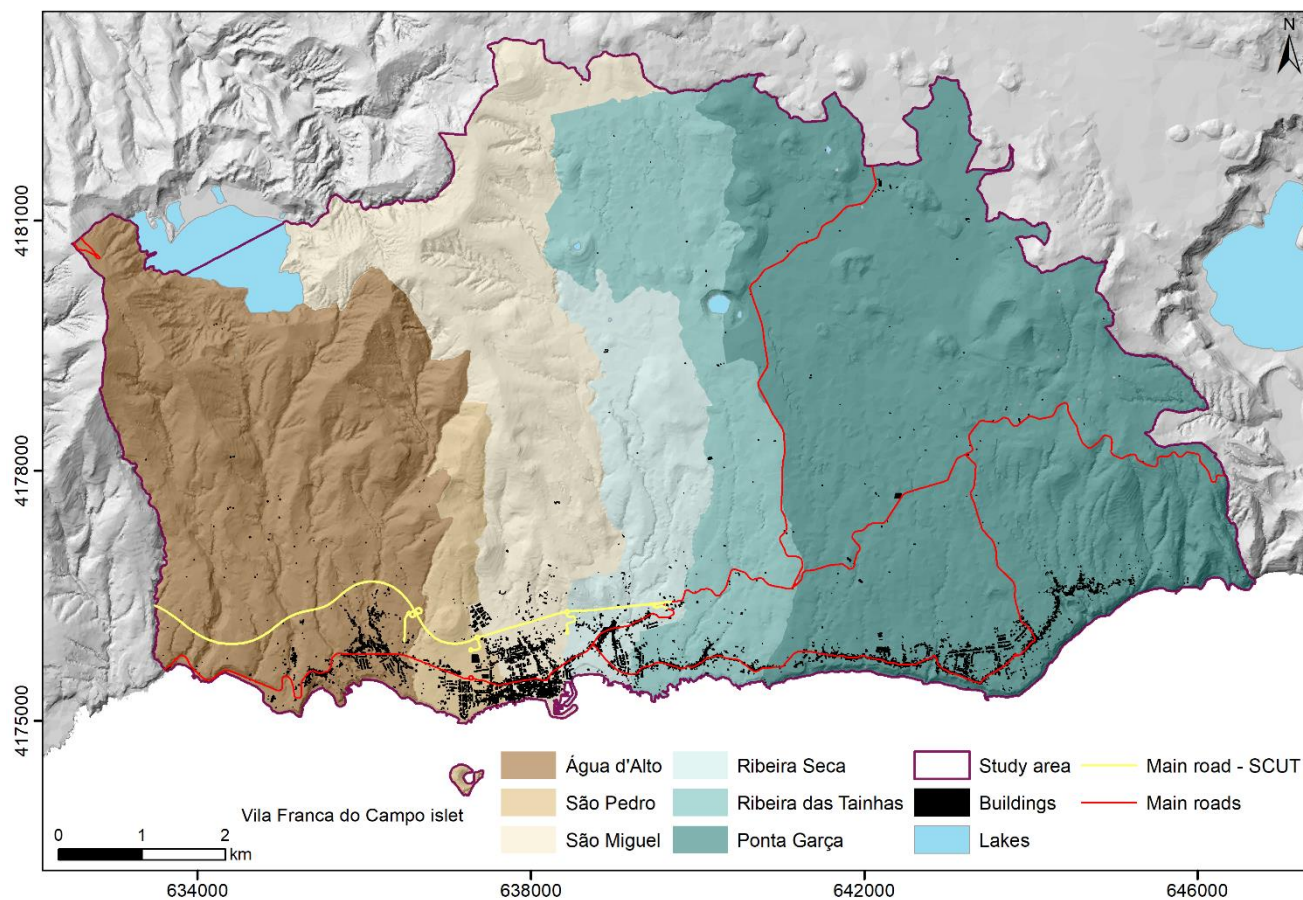 N
4181000
4178000
4175000
Água d'Alto
São Pedro
São Miguel
Ribeira Seca
Ribeira das Tainhas
Ponta Garça
Study area
Buildings
Lakes
Main road - SCUT
Main roads
Vila Franca do Campo islet
0 1 2
km
634000 638000 642000 646000